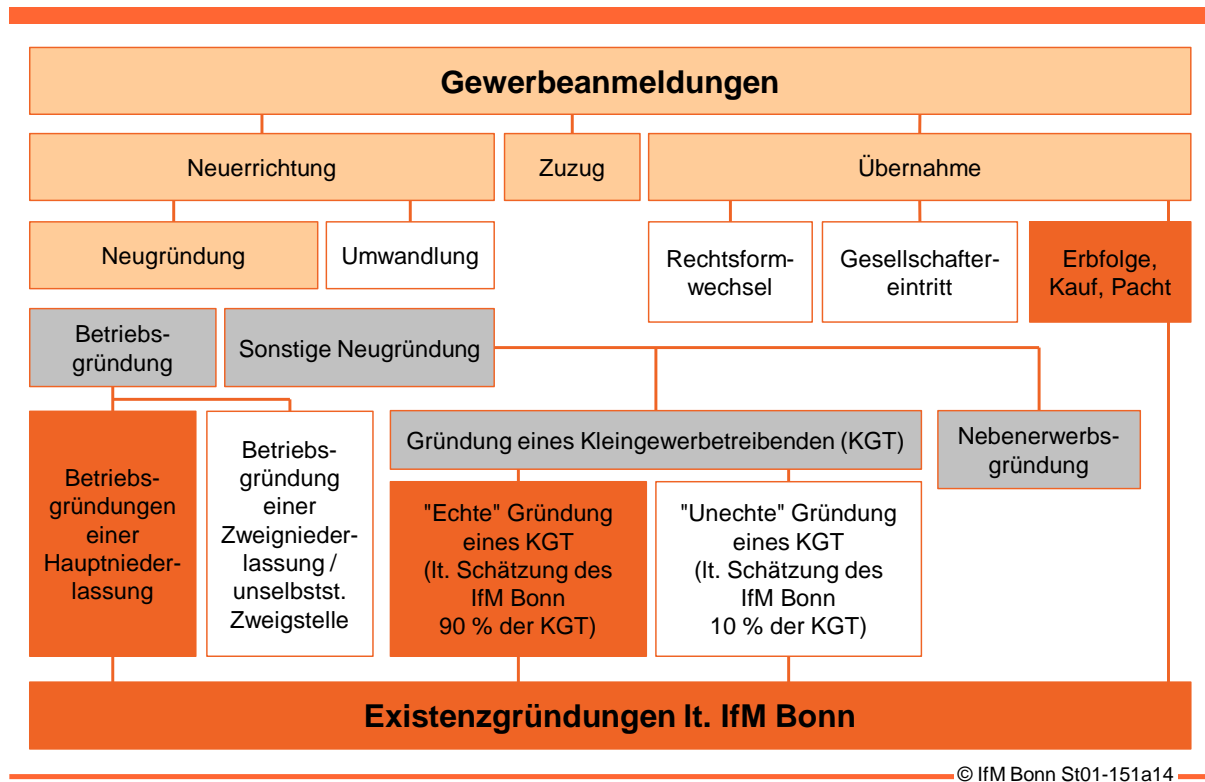 Gewerbeanmeldungen
Neuerrichtung
Zuzug
Übernahme
Neugründung
Umwandlung
Rechtsform-
wechsel
Gesellschafter-
eintritt
Erbfolge,
Kauf, Pacht
Betriebs-
gründung
Sonstige Neugründung
Gründung eines Kleingewerbetreibenden (KGT)
Nebenerwerbs-
gründung
Betriebs-
gründungen
einer
Hauptnieder-
lassung
Betriebs-
gründung
einer
Zweignieder-
lassung /
unselbstst.
Zweigstelle
"Echte" Gründung
eines KGT
(lt. Schätzung des
IfM Bonn
90 % der KGT)
"Unechte" Gründung
eines KGT
(lt. Schätzung des
IfM Bonn
10 % der KGT)
Existenzgründungen lt. IfM Bonn
© IfM Bonn St01-151a14